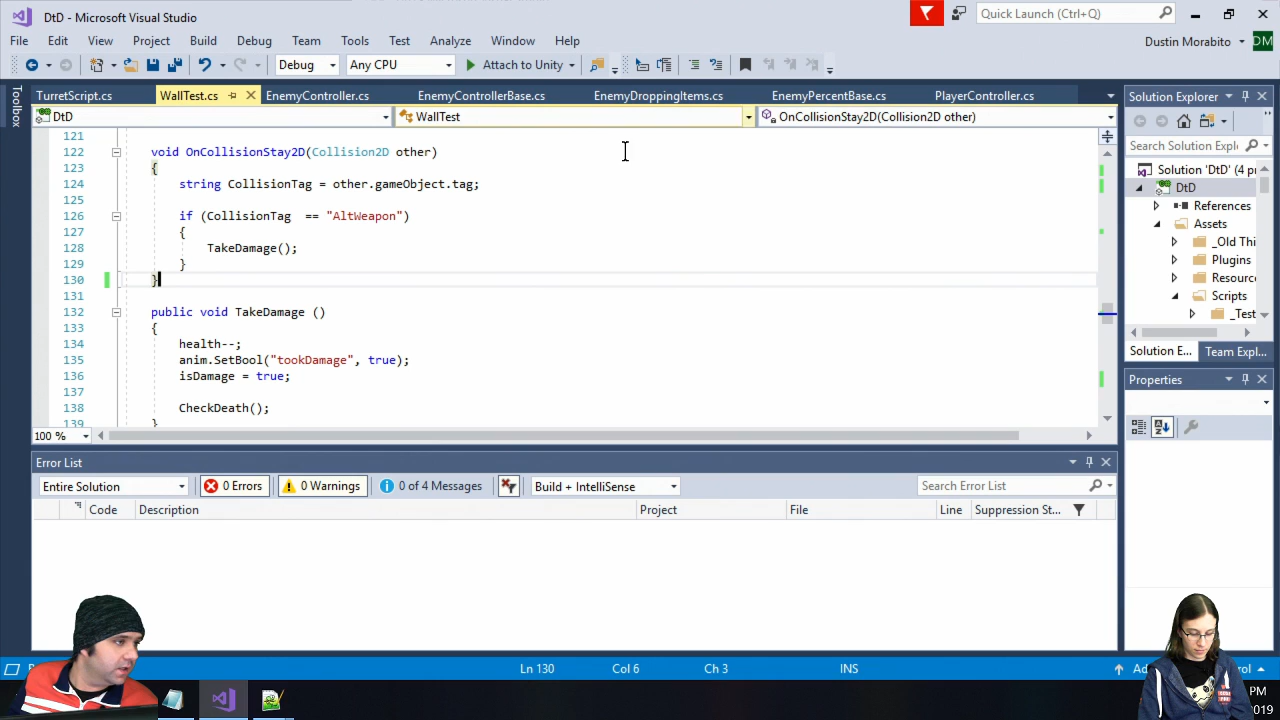 DtD - Microsoft Visual Studio
Quick Launch (Ctrl+Q)
File Edit View Project Build Debug Team Tools Test Analyze Window Help
Dustin Morabito
DM
Debug Any CPU Attach to Unity
Toolbox
TurretScript.cs WallTest.cs EnemyController.cs EnemyControllerBase.cs EnemyDroppingItems.cs EnemyPercentBase.cs PlayerController.cs
DtD WallTest OnCollisionStay2D(Collision2D other)
121
122 void OnCollisionStay2D(Collision2D other)
123 {
124 string CollisionTag = other.gameObject.tag;
125
126 if (CollisionTag  == "AltWeapon")
127 {
128 TakeDamage();
129 }
130 }
131
132 public void TakeDamage ()
133 {
134 health--;
135 anim.SetBool("tookDamage", true);
136 isDamage = true;
137
138 CheckDeath();
139 }
100 %
Solution Explorer
Search Solution Expl
Solution 'DtD' (4 p
DtD
References
Assets
_Old Thi
Plugins
Resourc
Scripts
_Test
Solution E... Team Expl...
Properties
Error List
Entire Solution 0 Errors 0 Warnings 0 of 4 Messages Build + IntelliSense Search Error List
Code Description Project File Line Suppression St...
Ln 130 Col 6 Ch 3 INS
PM
2019